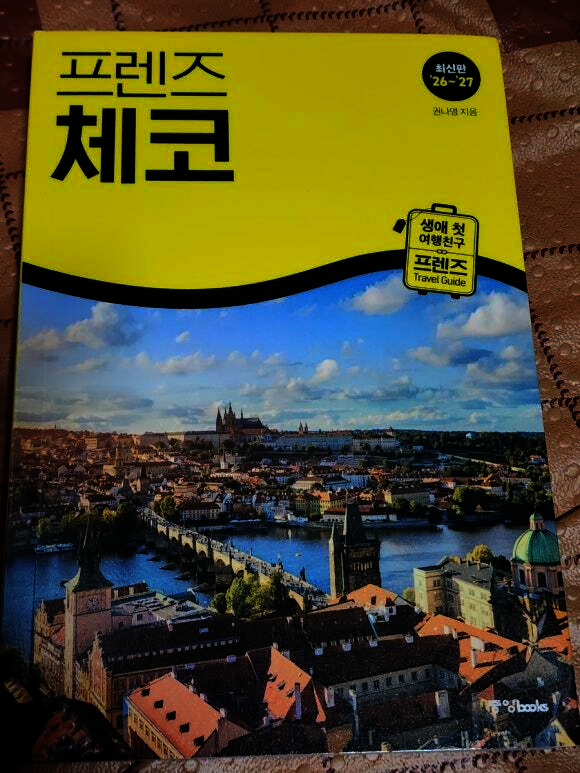 프렌즈
체코
최신판
'26~'27
권나영 지음
생애 첫
여행친구
프렌즈
Travel Guide
중앙books